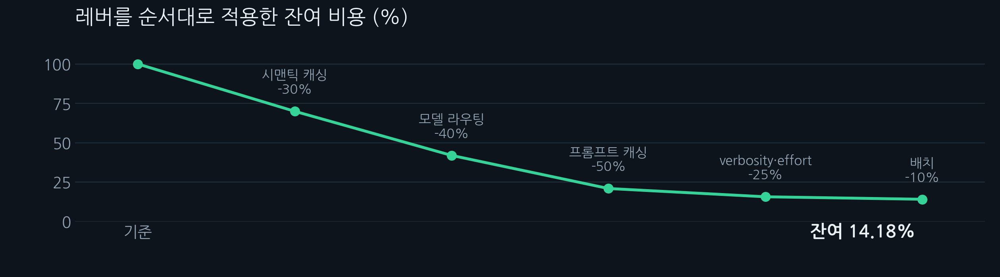 레버를 순서대로 적용한 잔여 비용 (%)
100
75
50
25
0
기준
시맨틱 캐싱
-30%
모델 라우팅
-40%
프롬프트 캐싱
-50%
verbosity·effort
-25%
배치
-10%
잔여 14.18%